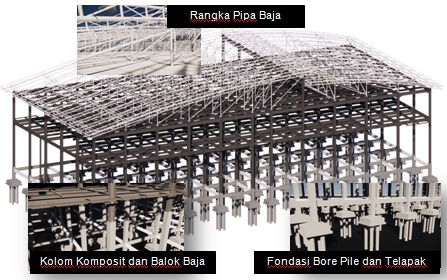 Rangka Pipa Baja
Kolom Komposit dan Balok Baja
Fondasi Bore Pile dan Telapak